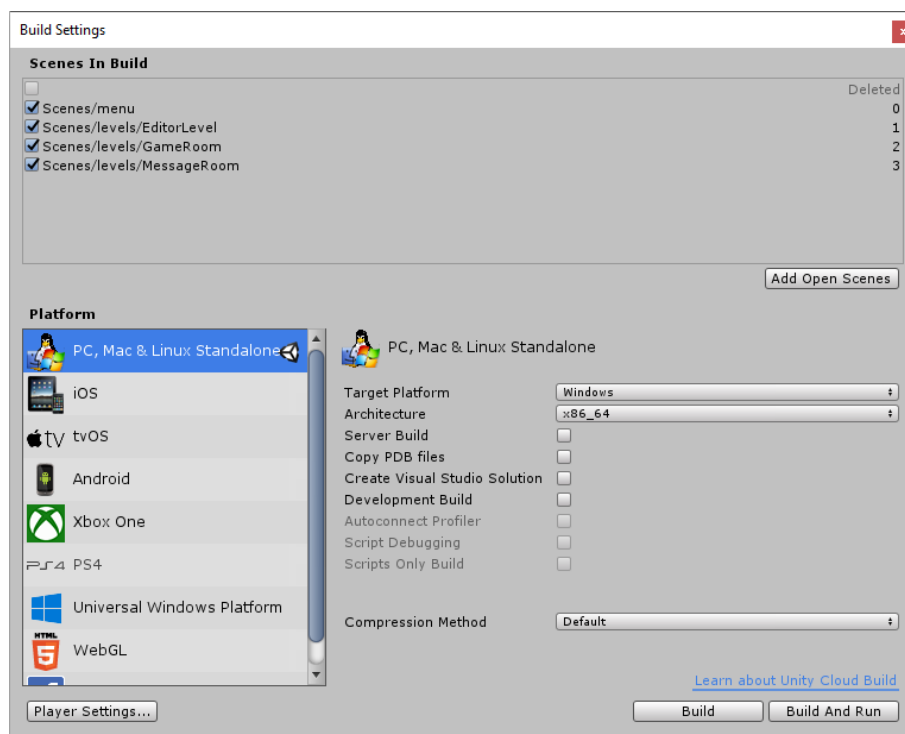 Build Settings
x
Scenes In Build
Deleted
Scenes/menu 0
Scenes/levels/EditorLevel 1
Scenes/levels/GameRoom 2
Scenes/levels/MessageRoom 3
Add Open Scenes
Platform
PC, Mac & Linux Standalone
iOS
tv tvOS
Android
Xbox One
PS4 PS4
Universal Windows Platform
HTML
5 WebGL
PC, Mac & Linux Standalone
Target Platform Windows
Architecture x86_64
Server Build
Copy PDB files
Create Visual Studio Solution
Development Build
Autoconnect Profiler
Script Debugging
Scripts Only Build
Compression Method Default
Learn about Unity Cloud Build
Player Settings...
Build
Build And Run